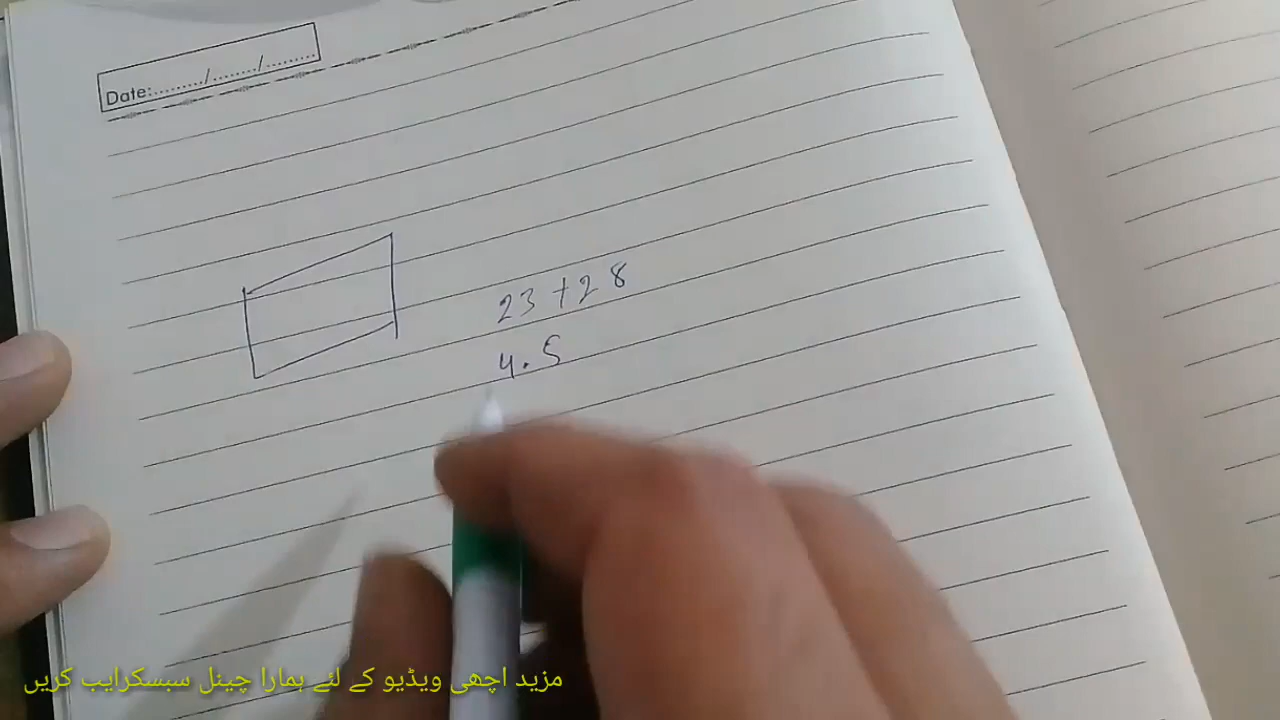 Date:......../......../.........
23+28
4.5
مزید اچھی ویڈیو کے لئے ہمارا چینل سبسکرایب کریں